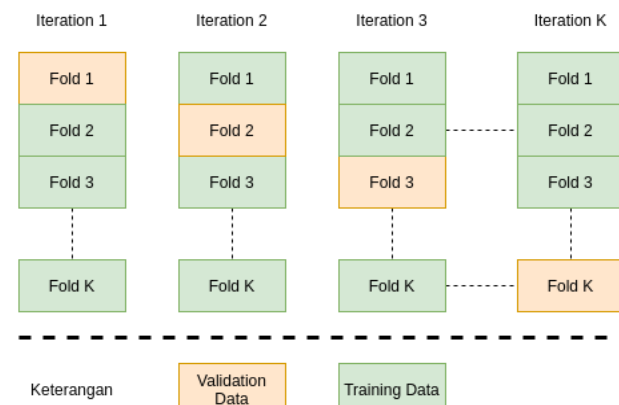 Iteration 1 Iteration 2 Iteration 3 Iteration K
Fold 1 Fold 1 Fold 1 Fold 1
Fold 2 Fold 2 Fold 2 Fold 2
Fold 3 Fold 3 Fold 3 Fold 3
Fold K Fold K Fold K Fold K
Keterangan Validation Data Training Data